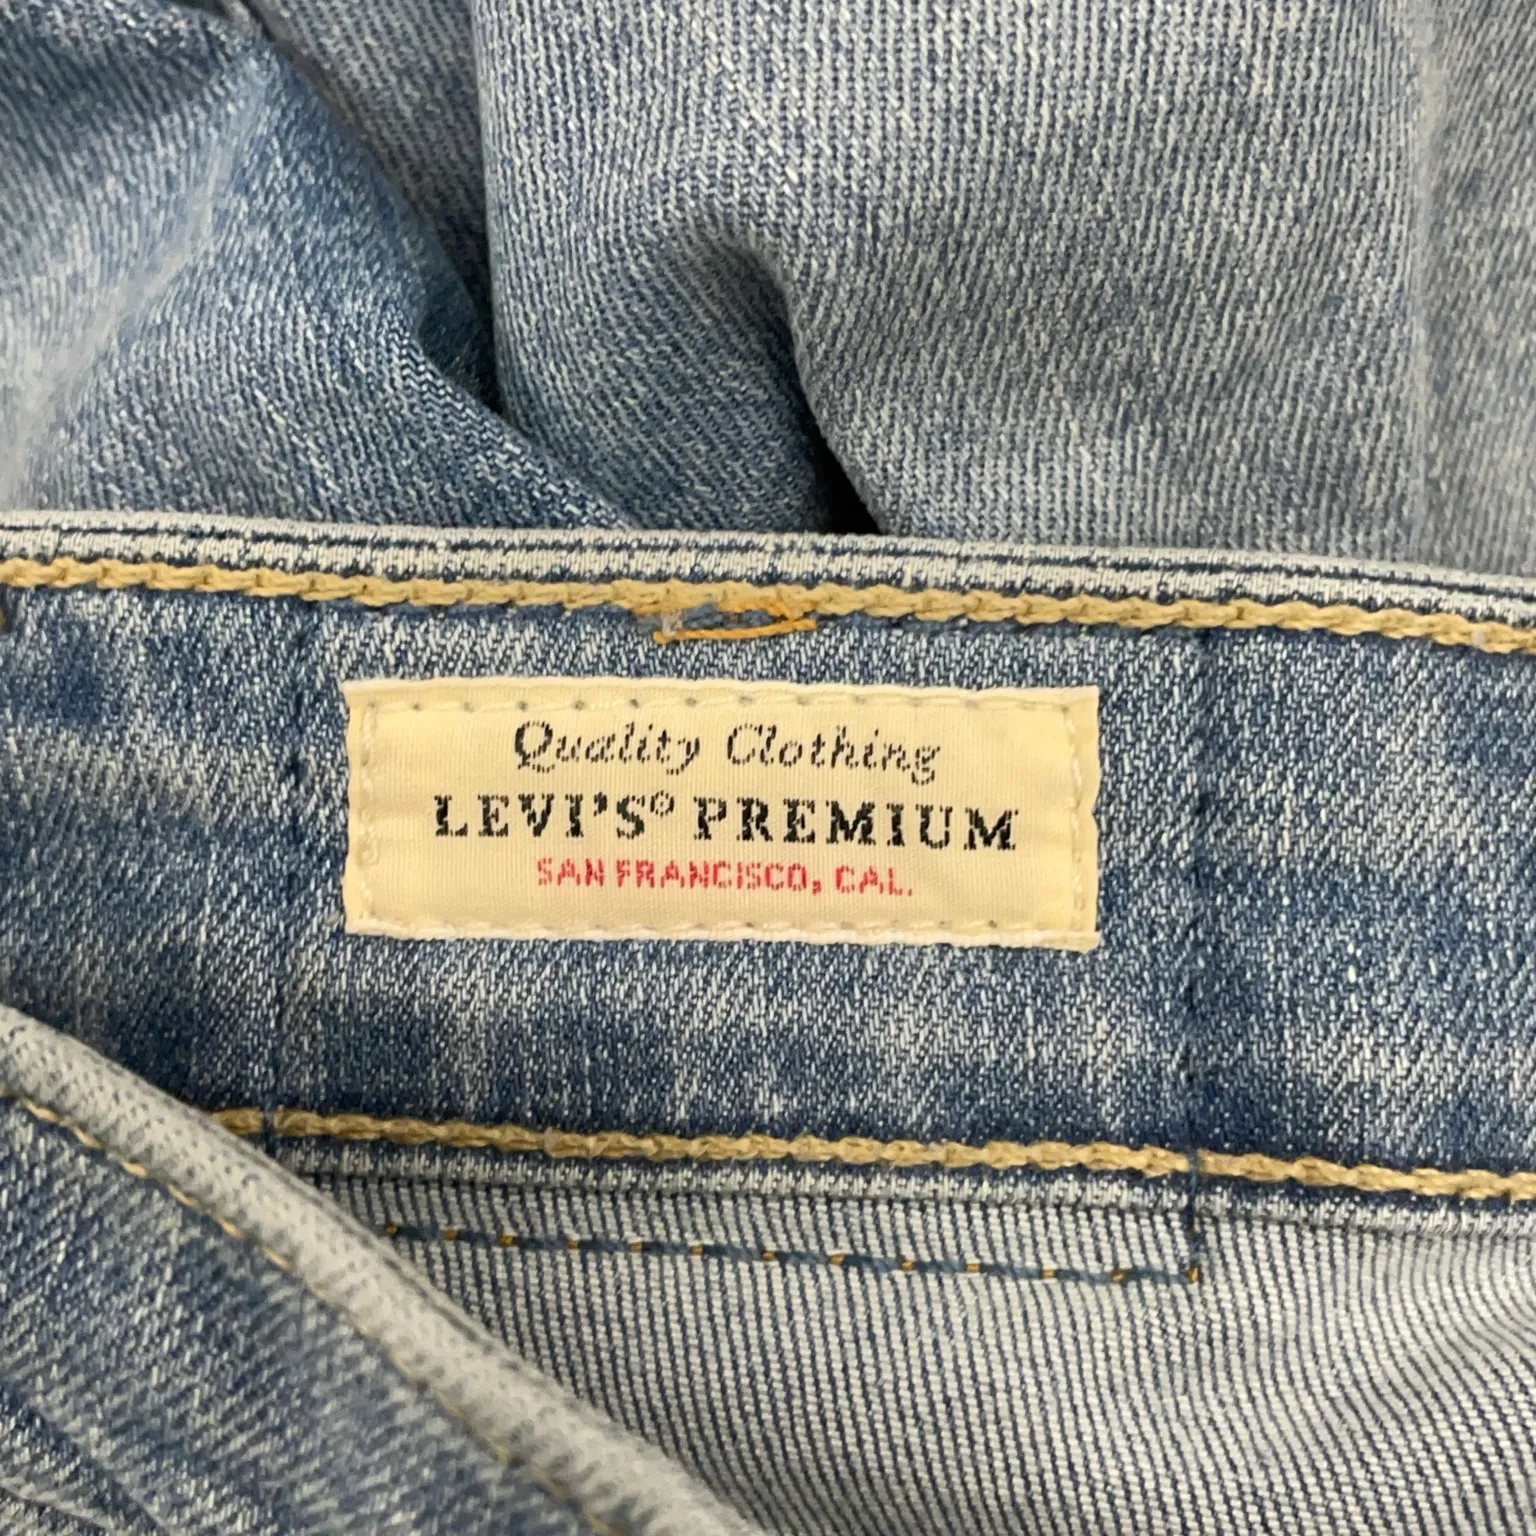 Quality Clothing
LEVI'S® PREMIUM
SAN FRANCISCO, CAL.